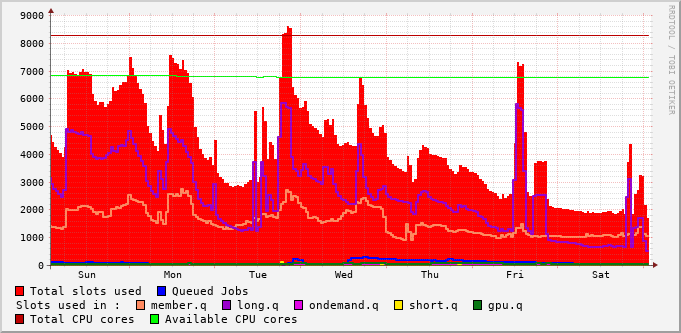 RRDTOOL / TOBI OETIKER
9000
8000
7000
6000
5000
4000
3000
2000
1000
0
Sun Mon Tue Wed Thu Fri Sat
Total slots used Queued Jobs
Slots used in : member.q long.q ondemand.q short.q gpu.q
Total CPU cores Available CPU cores